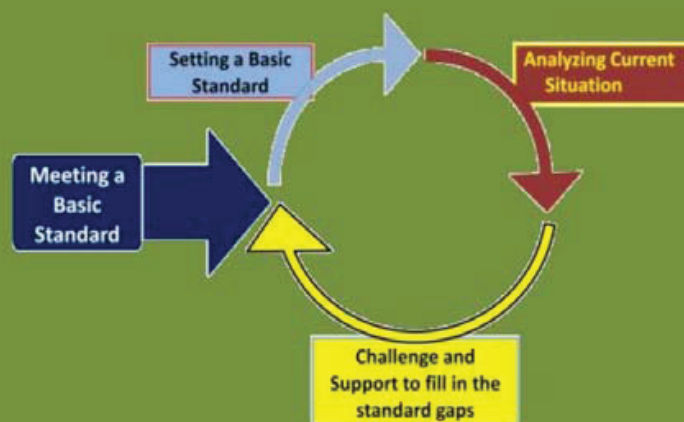 Setting a Basic
Standard
Analyzing Current
Situation
Meeting a
Basic
Standard
Challenge and
Support to fill in the
standard gaps